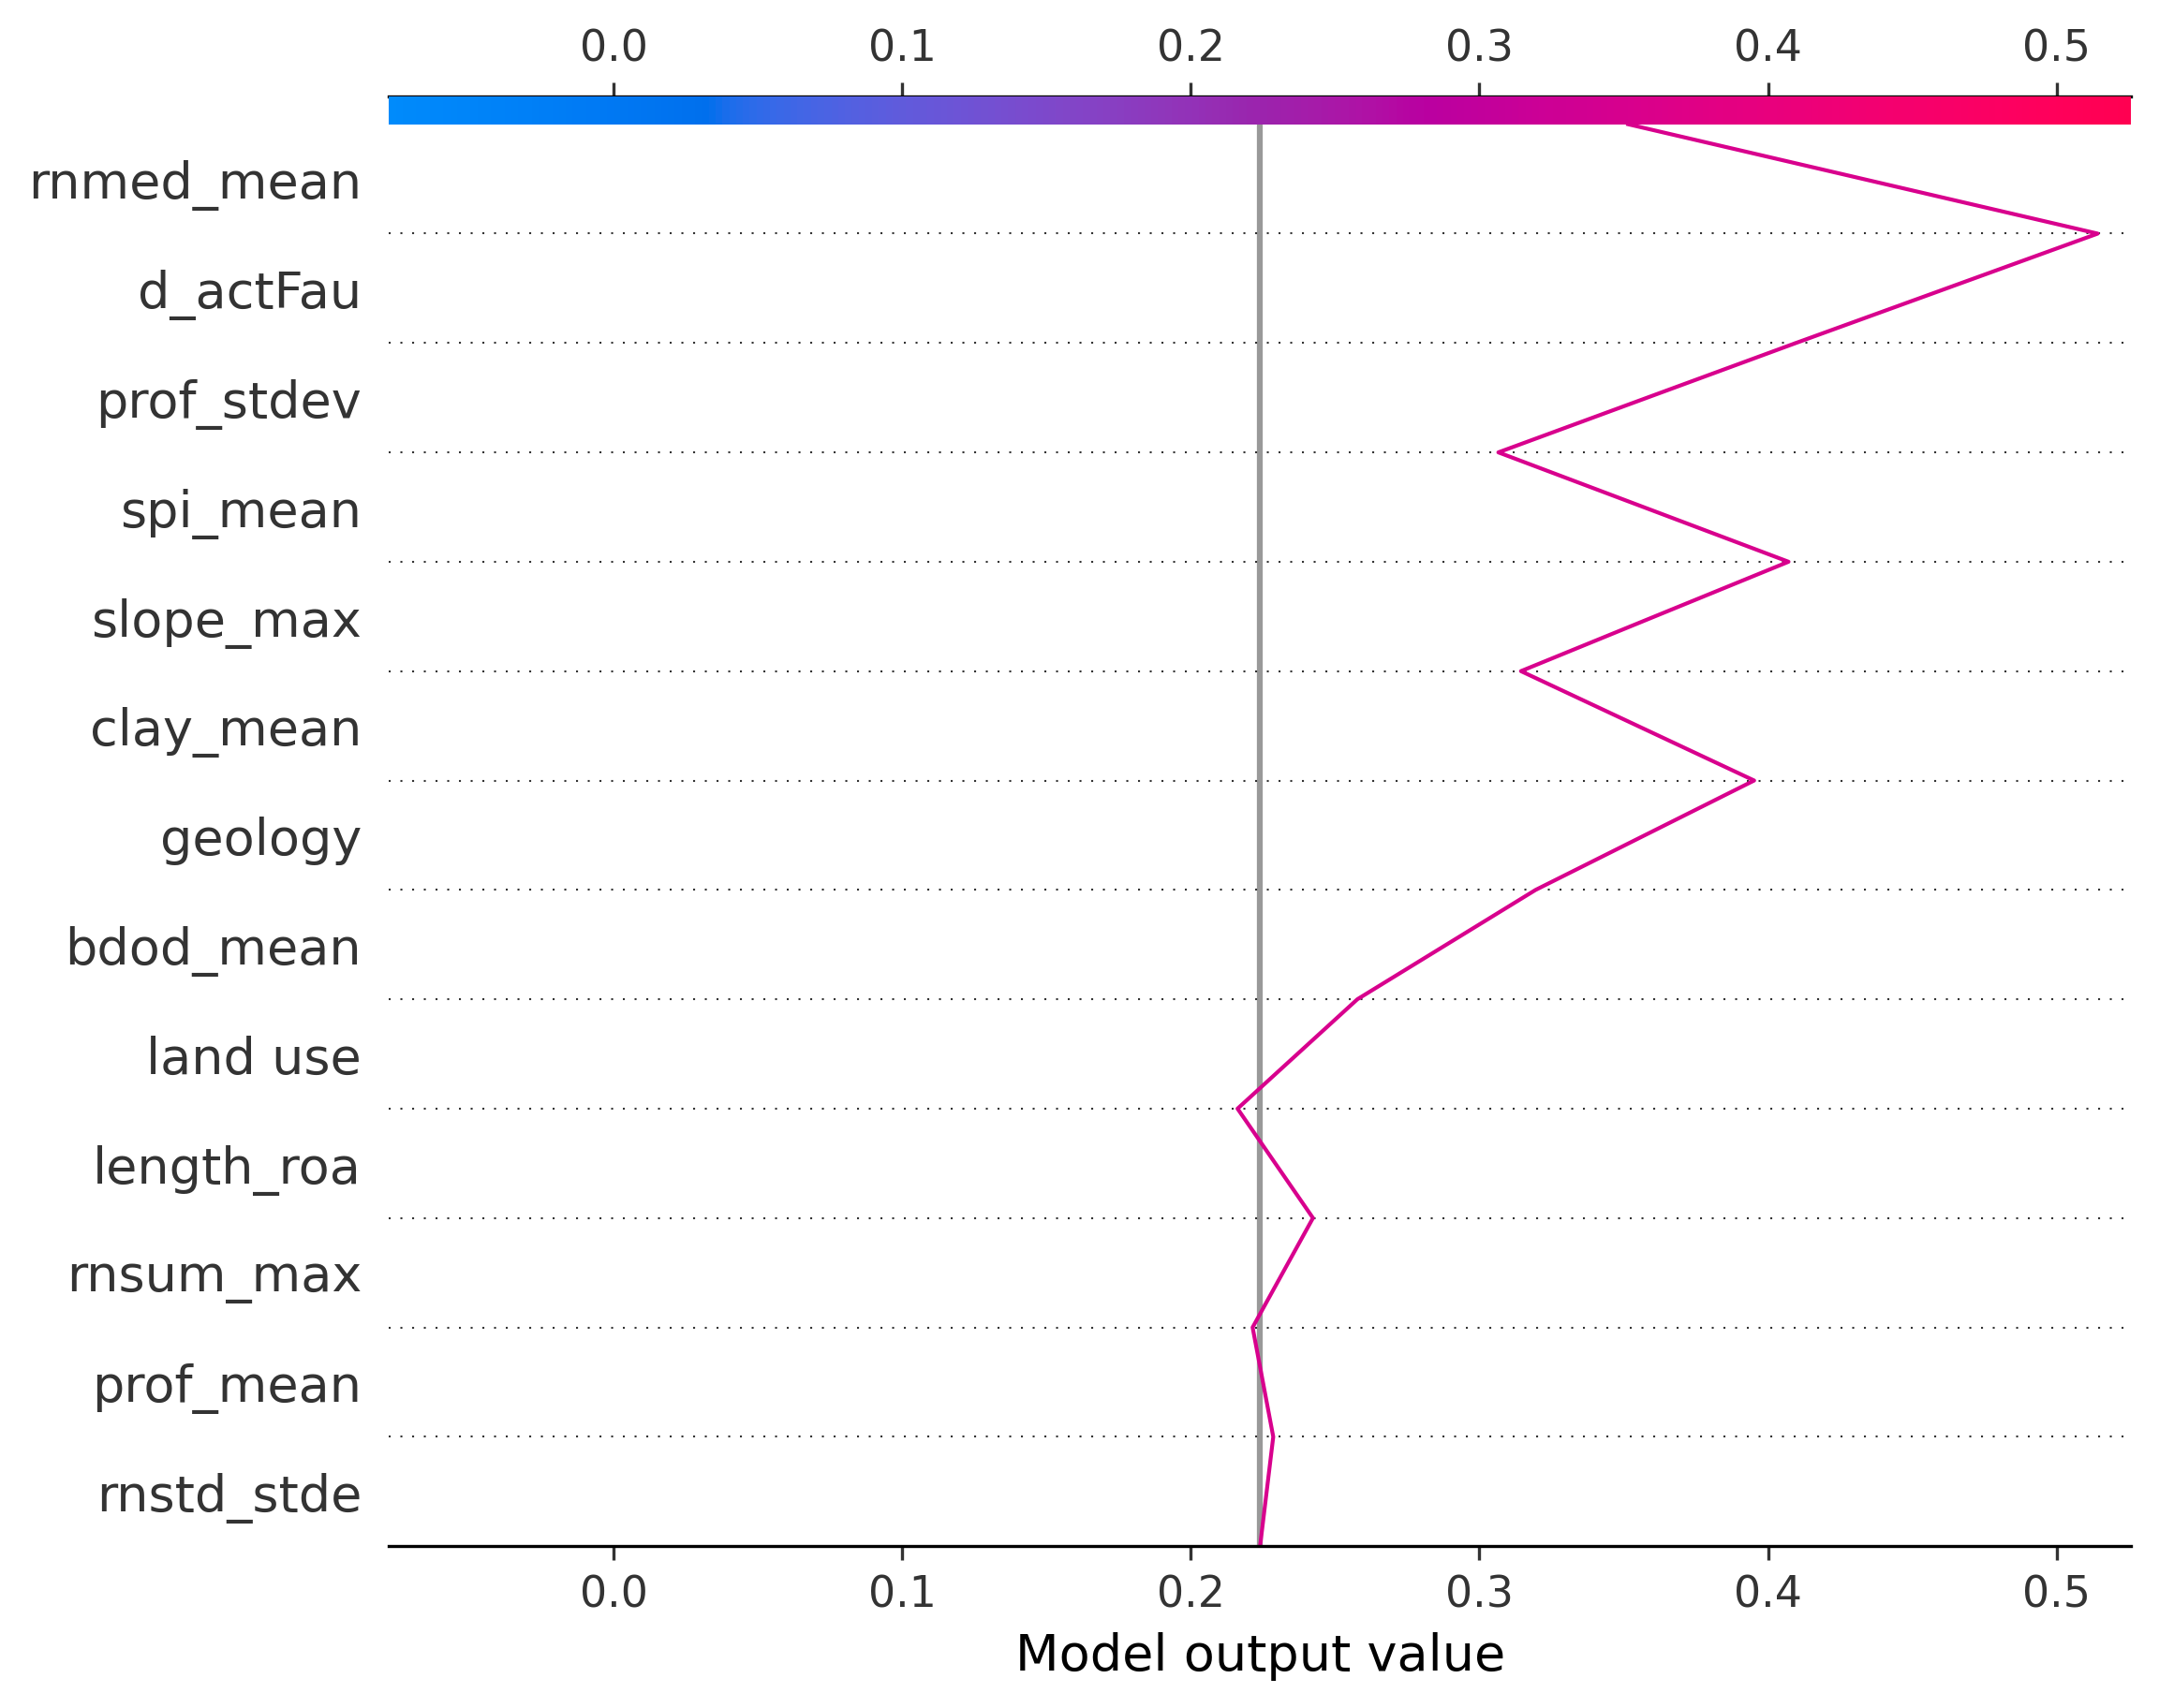 0.0 0.1 0.2 0.3 0.4 0.5
rnmed_mean
d_actFau
prof_stdev
spi_mean
slope_max
clay_mean
geology
bdod_mean
land use
length_roa
rnsum_max
prof_mean
rnstd_stde
0.0 0.1 0.2 0.3 0.4 0.5
Model output value